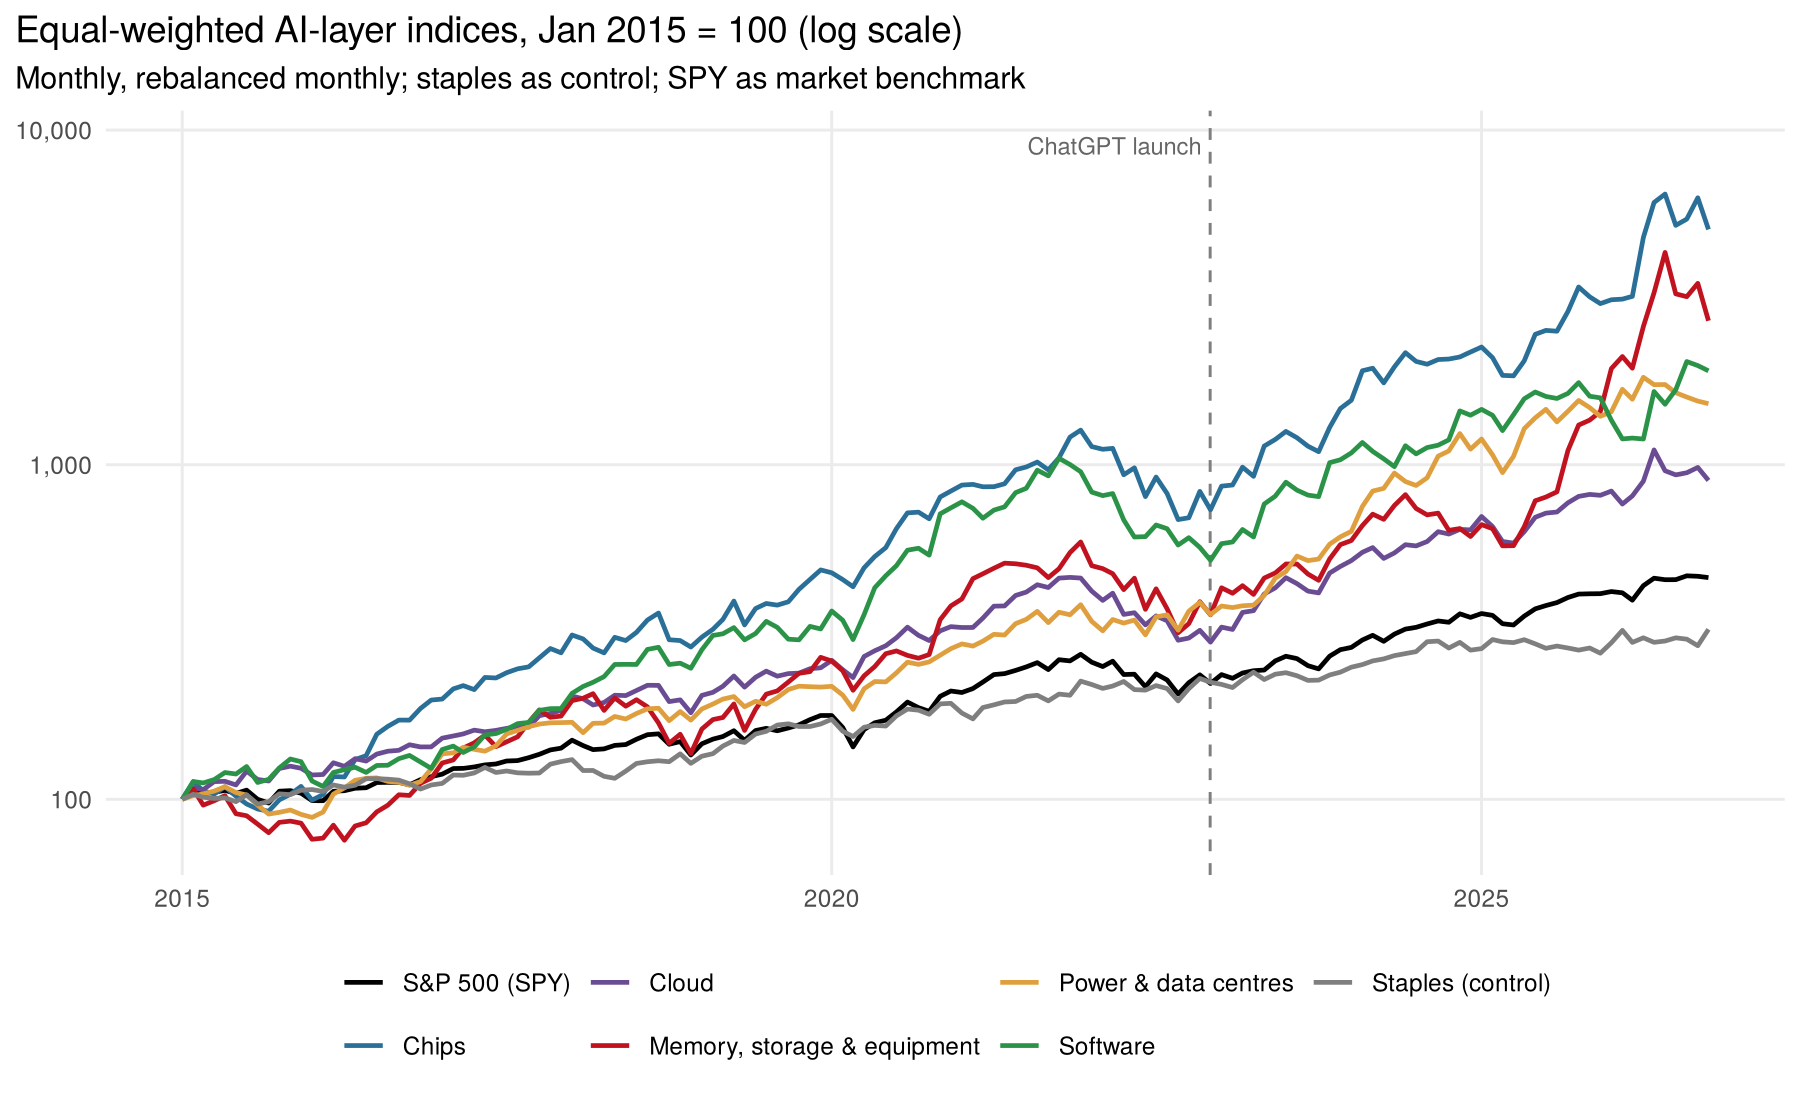 Equal-weighted AI-layer indices, Jan 2015 = 100 (log scale)
Monthly, rebalanced monthly; staples as control; SPY as market benchmark
10,000
ChatGPT launch
1,000
100
2015 2020 2025
S&P 500 (SPY) Cloud Power & data centres Staples (control)
Chips Memory, storage & equipment Software